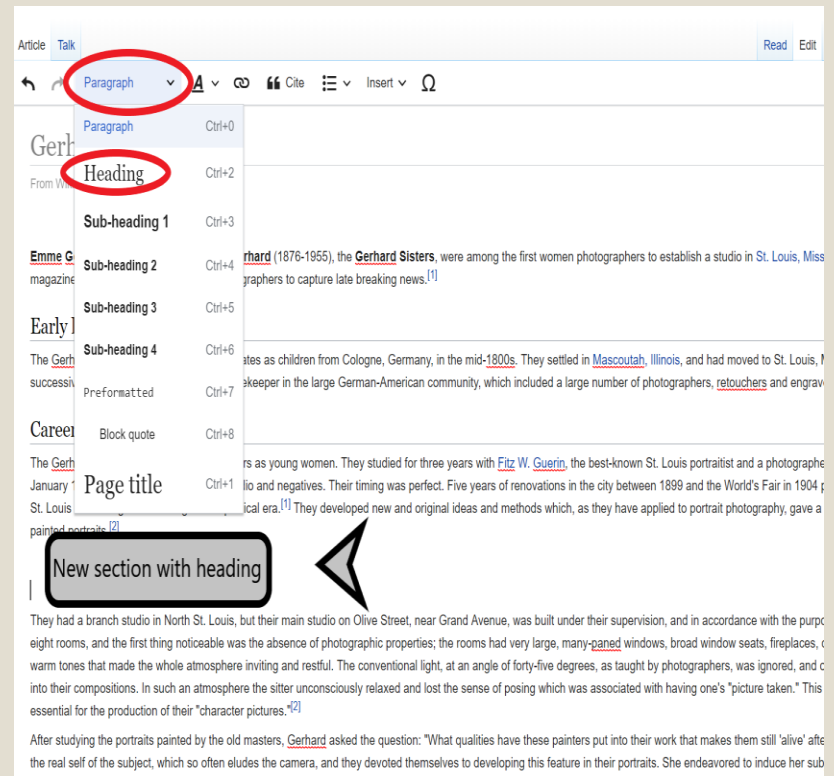 Article Talk Read Edit
Paragraph A Cite Insert Ω
Paragraph Ctrl+0
Gerh
Heading Ctrl+2
From Wi
Sub-heading 1 Ctrl+3
Emme G rhard (1876-1955), the Gerhard Sisters, were among the first women photographers to establish a studio in St. Louis, Miss
Sub-heading 2 Ctrl+4
magazine graphers to capture late breaking news.[1]
Sub-heading 3 Ctrl+5
Early l
Sub-heading 4 Ctrl+6
The Gerh ates as children from Cologne, Germany, in the mid-1800s. They settled in Mascoutah, Illinois, and had moved to St. Louis,
successiv ekeeper in the large German-American community, which included a large number of photographers, retouchers and engrav
Preformatted Ctrl+7
Career
Block quote Ctrl+8
The Gerh rs as young women. They studied for three years with Fitz W. Guerin, the best-known St. Louis portraitist and a photographe
January 1 lio and negatives. Their timing was perfect. Five years of renovations in the city between 1899 and the World's Fair in 1904
Page title Ctrl+1
St. Louis ical era.[1] They developed new and original ideas and methods which, as they have applied to portrait photography, gave a
painted portraits.[2]
New section with heading
They had a branch studio in North St. Louis, but their main studio on Olive Street, near Grand Avenue, was built under their supervision, and in accordance with the purpo
eight rooms, and the first thing noticeable was the absence of photographic properties; the rooms had very large, many-paned windows, broad window seats, fireplaces,
warm tones that made the whole atmosphere inviting and restful. The conventional light, at an angle of forty-five degrees, as taught by photographers, was ignored, and
into their compositions. In such an atmosphere the sitter unconsciously relaxed and lost the sense of posing which was associated with having one's "picture taken." This
essential for the production of their "character pictures."[2]
After studying the portraits painted by the old masters, Gerhard asked the question: "What qualities have these painters put into their work that makes them still 'alive' afte
the real self of the subject, which so often eludes the camera, and they devoted themselves to developing this feature in their portraits. She endeavored to induce her sub